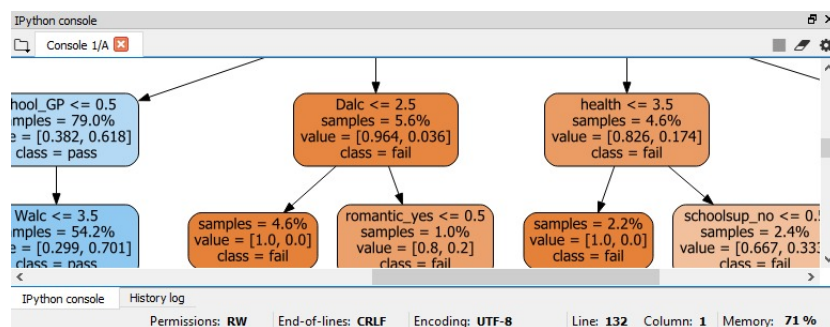 IPython console
Console 1/A
hool_GP <= 0.5
mples = 79.0%
e = [0.382, 0.618]
class = pass
Dalc <= 2.5
samples = 5.6%
value = [0.964, 0.036]
class = fail
health <= 3.5
samples = 4.6%
value = [0.826, 0.174]
class = fail
Walc <= 3.5
mples = 54.2%
e = [0.299, 0.701]
class = pass
samples = 4.6%
value = [1.0, 0.0]
class = fail
romantic_yes <= 0.5
samples = 1.0%
value = [0.8, 0.2]
class = fail
samples = 2.2%
value = [1.0, 0.0]
class = fail
schoolsup_no <= 0.5
samples = 2.4%
value = [0.667, 0.333
class = fail
IPython console History log
Permissions: RW End-of-lines: CRLF Encoding: UTF-8 Line: 132 Column: 1 Memory: 71 %